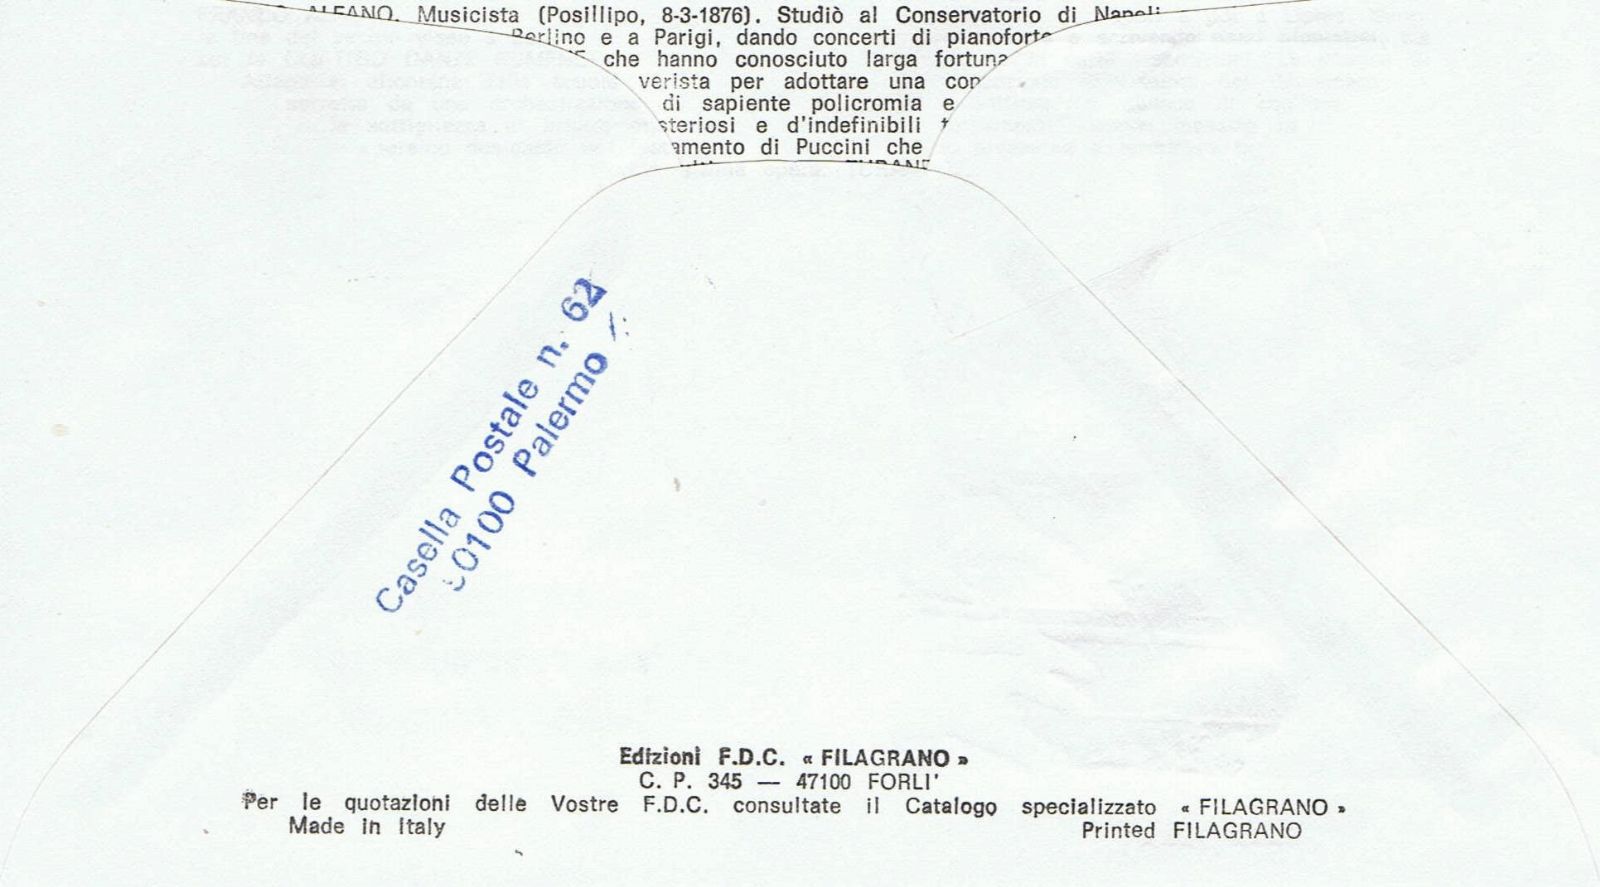 ALFANO. Musicista (Posillipo, 8-3-1876). Studiò al Conservatorio di Napoli
Berlino e a Parigi, dando concerti di pianoforte
che hanno conosciuto larga fortuna
verista per adottare una con
di sapiente policromia e
steriosi e d'indefinibili
amento di Puccini che
Casella Postale n. 62
0100 Palermo
Edizioni F.D.C. « FILAGRANO »
C. P. 345 — 47100 FORLI'
Per le quotazioni delle Vostre F.D.C. consultate il Catalogo specializzato « FILAGRANO »
Made in Italy
Printed FILAGRANO